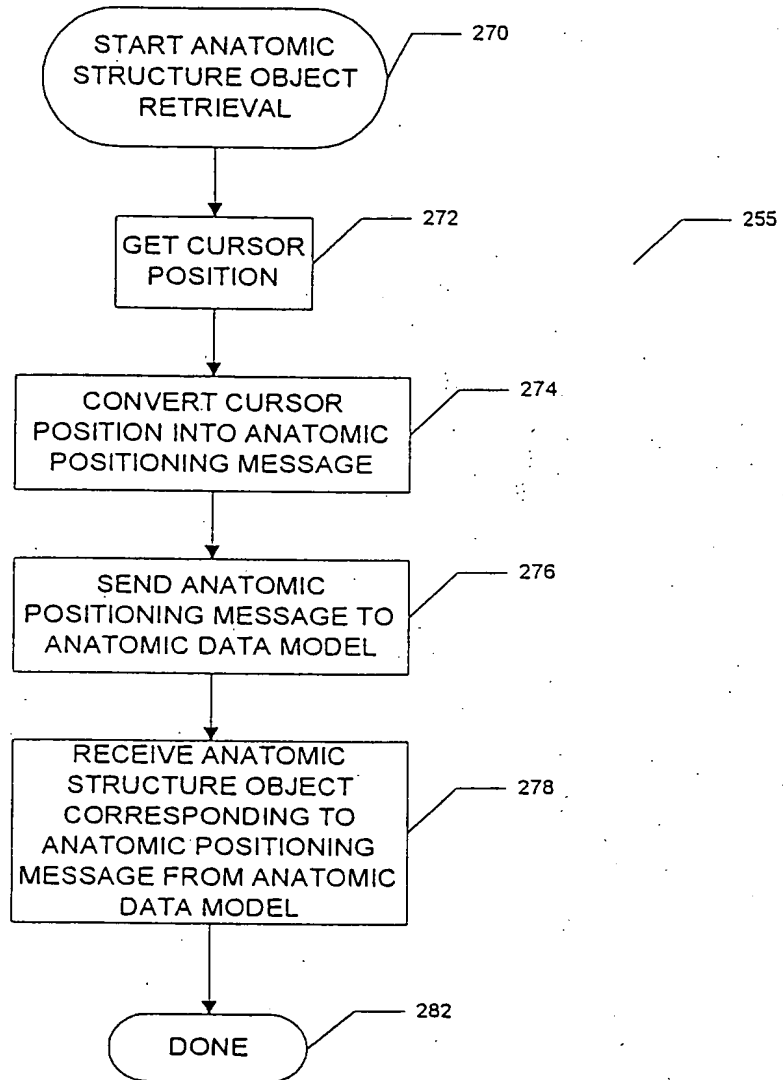 START ANATOMIC
STRUCTURE OBJECT
RETRIEVAL
270
GET CURSOR
POSITION
272
255
CONVERT CURSOR
POSITION INTO ANATOMIC
POSITIONING MESSAGE
274
SEND ANATOMIC
POSITIONING MESSAGE TO
ANATOMIC DATA MODEL
276
RECEIVE ANATOMIC
STRUCTURE OBJECT
CORRESPONDING TO
ANATOMIC POSITIONING
MESSAGE FROM ANATOMIC
DATA MODEL
278
DONE
282